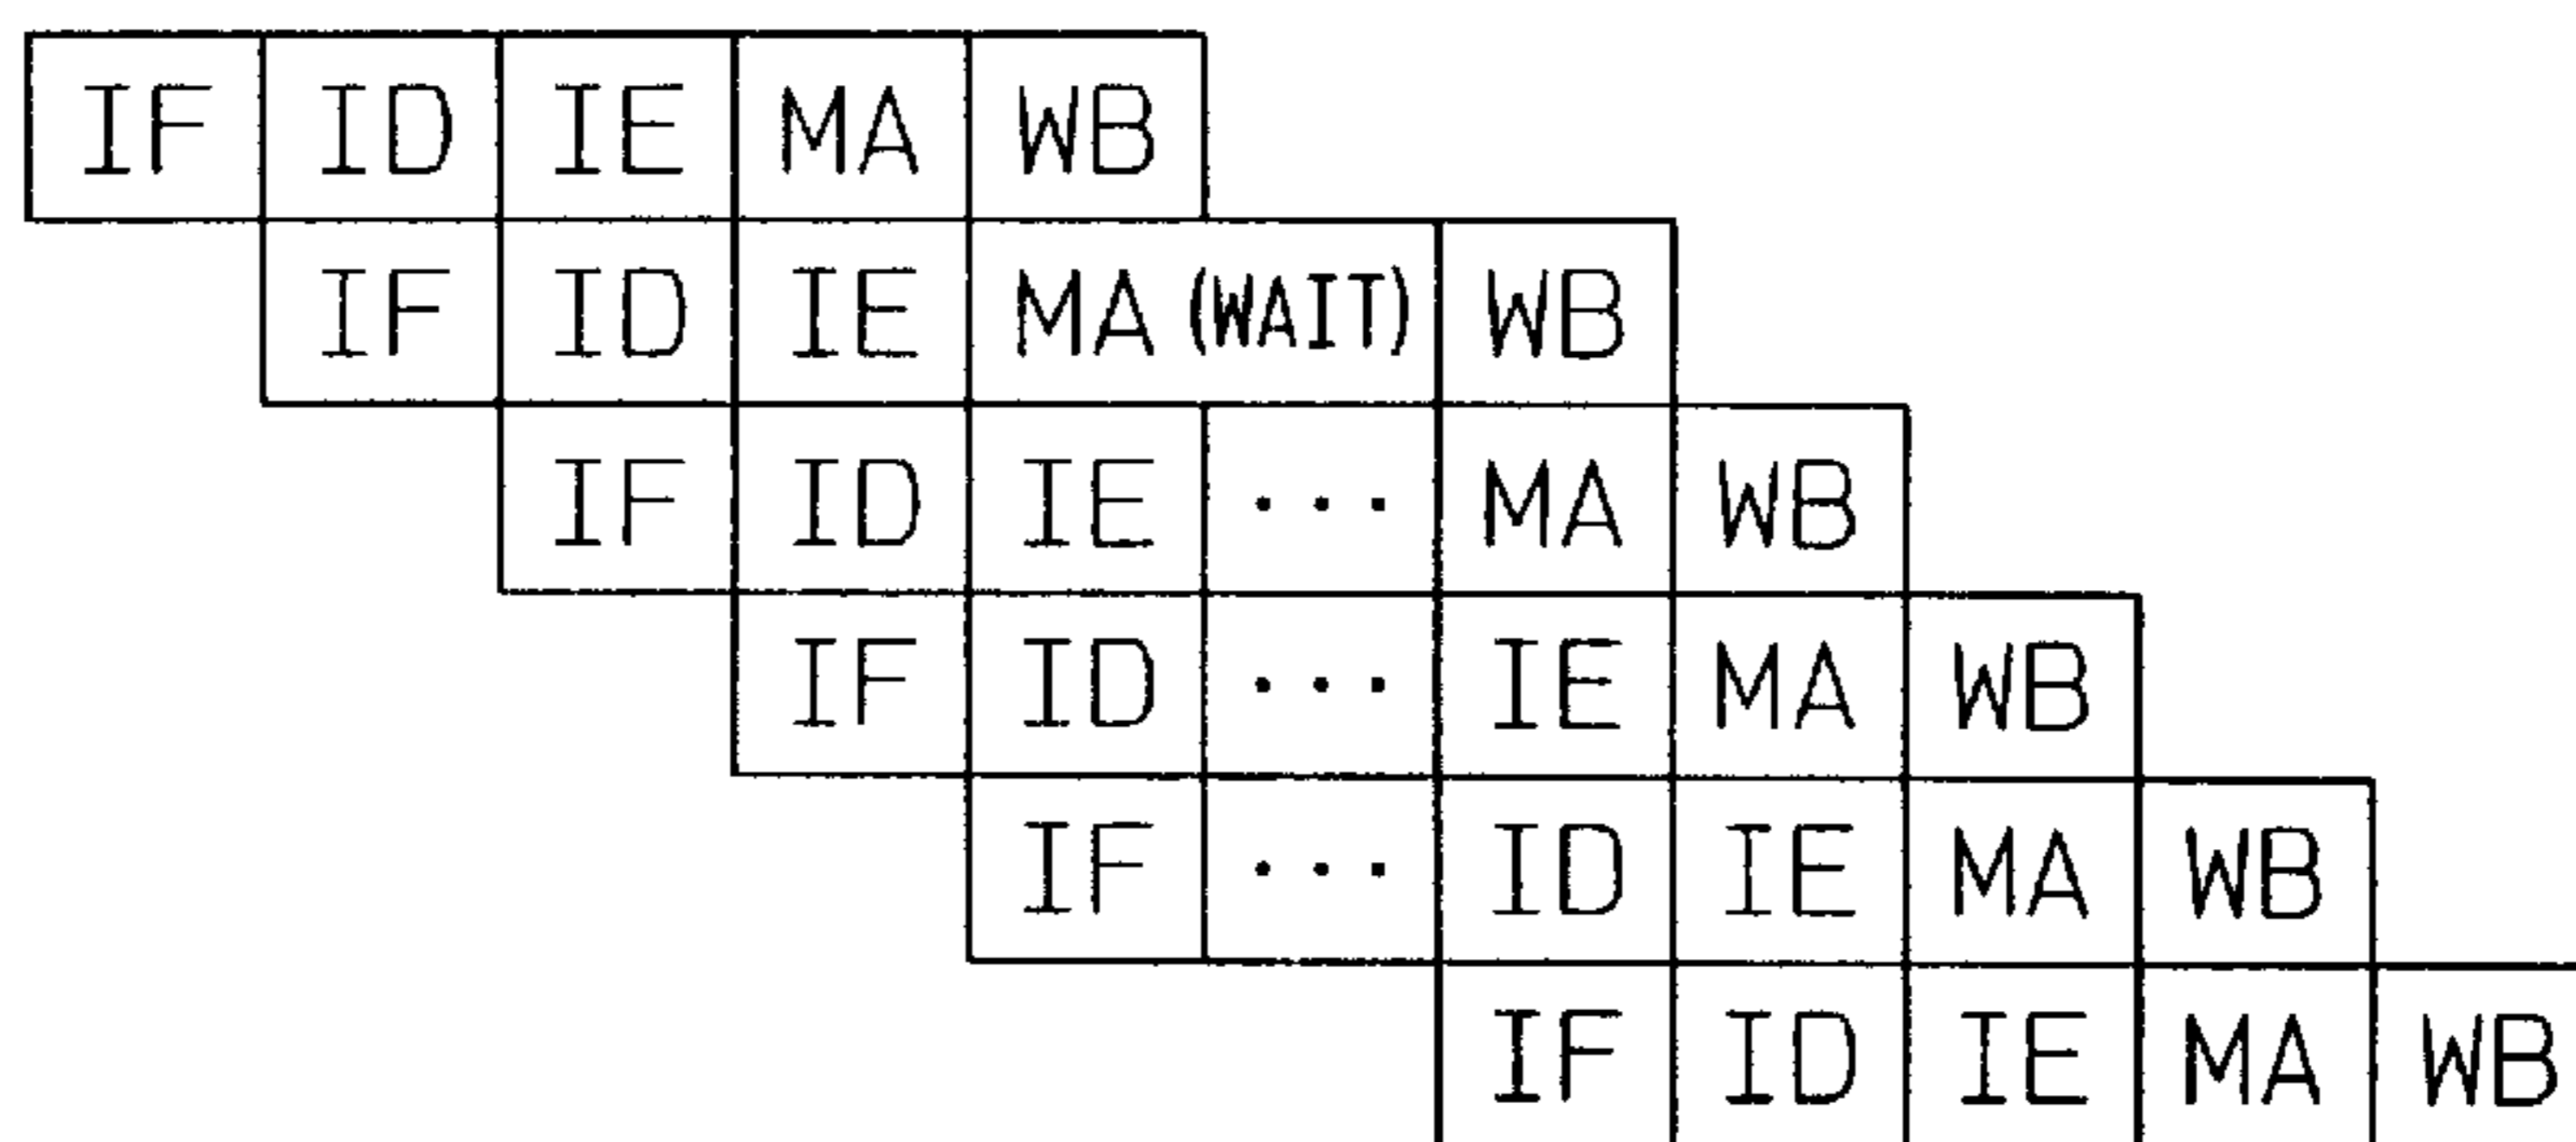 IF ID IE MA WB
IF ID IE MA (WAIT) WB
IF ID IE ... MA WB
IF ID ... IE MA WB
IF ... ID IE MA WB
IF ID IE MA WB